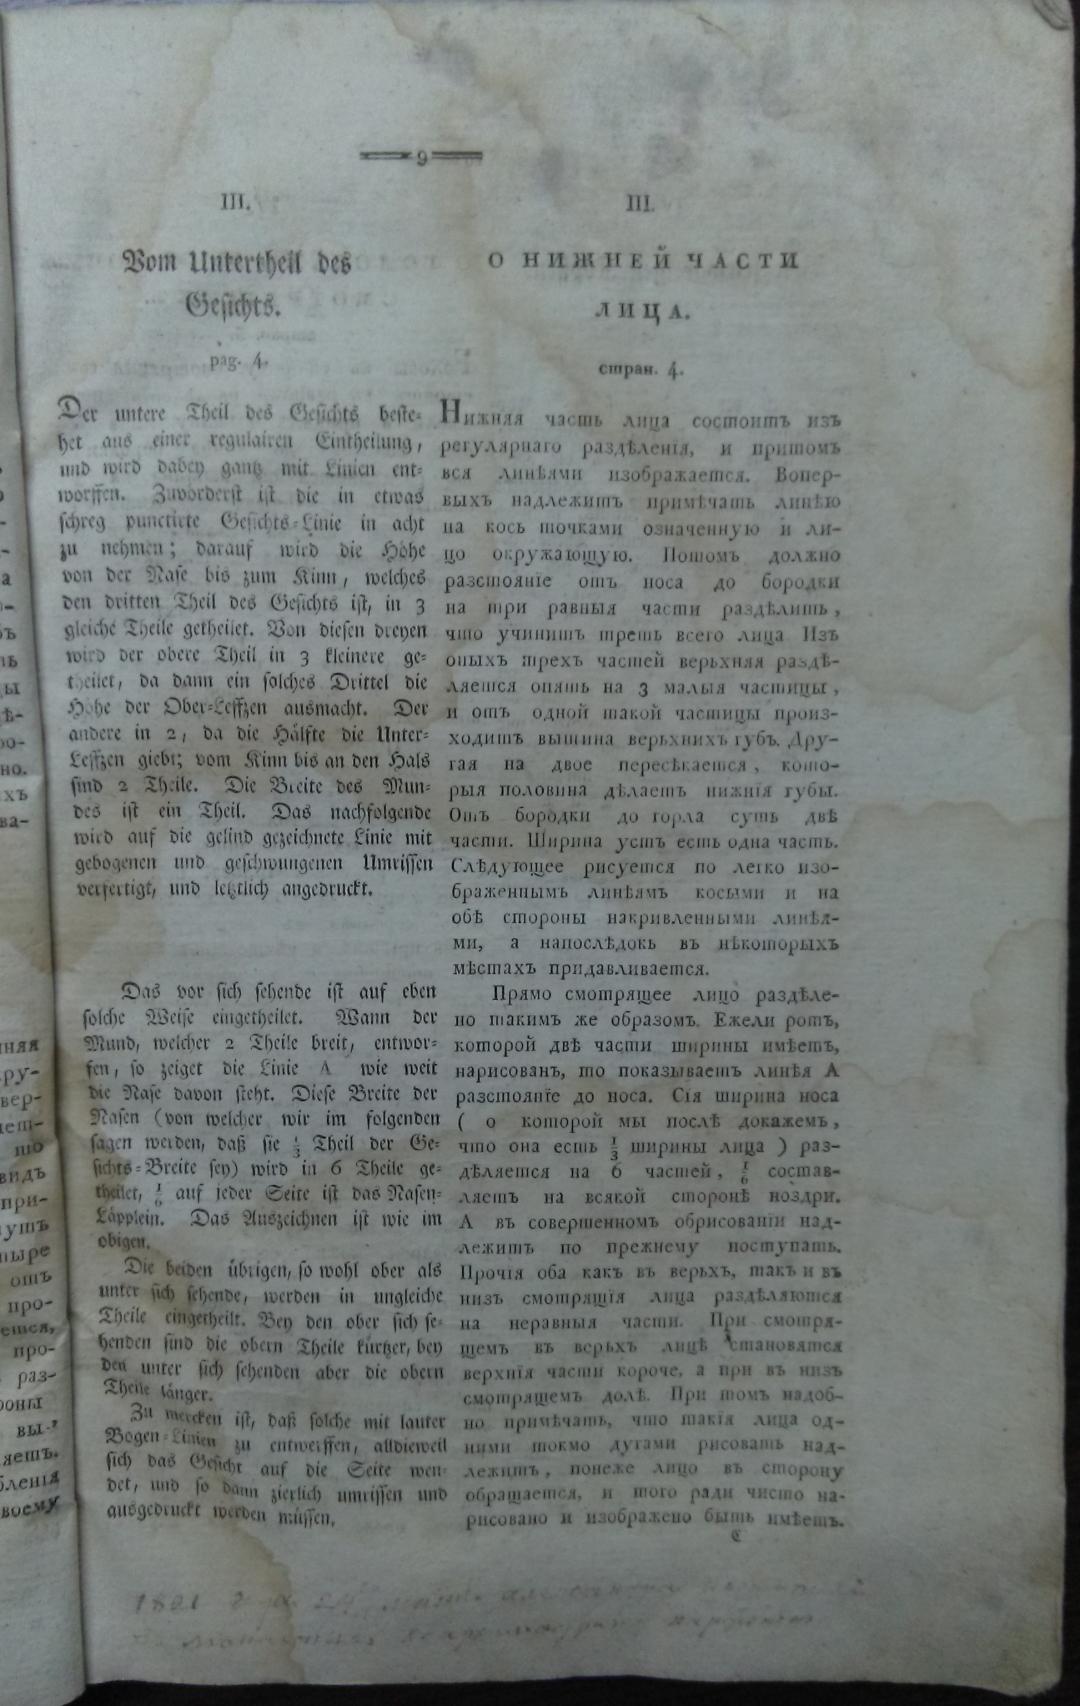 9
III.
Vom Untertheil des
Gesichts.
pag. 4.
Der untere Theil des Gesichts beste-
het aus einer regulairen Eintheilung,
und wird dabey gantz mit Linien ent-
worffen. Zuvorderst ist die in etwas
schreg punctirte Gesichts-Linie in acht
zu nehmen; darauf wird die Höhe
von der Nase bis zum Kinn, welches
den dritten Theil des Gesichts ist, in 3
gleiche Theile getheilet. Von diesen dreyen
wird der obere Theil in 3 kleinere ge-
theilet, da dann ein solches Drittel die
Höhe der Ober-Leffzen ausmacht. Der
andere in 2, da die Hälfte die Unter-
Leffzen giebt; vom Kinn bis an den Hals
sind 2 Theile. Die Breite des Mun-
des ist ein Theil. Das nachfolgende
wird auf die gelind gezeichnete Linie mit
gebogenen und geschwungenen Umrissen
verfertigt, und letztlich angedruckt.
Das vor sich sehende ist auf eben
solche Weise eingetheilet. Wann der
Mund, welcher 2 Theile breit, entwor-
fen, so zeiget die Linie A wie weit
die Nase davon steht. Diese Breite der
Nasen (von welcher wir im folgenden
sagen werden, daß sie 1/3 Theil der Ge-
sichts-Breite sey) wird in 6 Theile ge-
theilet, 1/6 auf jeder Seite ist das Nasen-
Läpplein. Das Auszeichnen ist wie im
obigen.
Die beiden übrigen, so wohl ober als
unter sich sehende, werden in ungleiche
Theile eingetheilt. Bey den ober sich se-
henden sind die obern Theile kürtzer, bey
den unter sich sehenden aber die obern
Theile länger.
Zu mercken ist, daß solche mit lauter
Bogen-Linien zu entwerffen, alldieweil
sich das Gesicht auf die Seite wen-
det, und so dann zierlich umrissen und
ausgedruckt werden müssen.
III.
О НИЖНЕЙ ЧАСТИ
ЛИЦА.
стран. 4.
Нижняя часть лица состоитъ изъ
регулярнаго раздѣленія, и притомъ
вся линѣями изображается. Вопер-
выхъ надлежитъ примѣчать линѣю
на кось точками означенную и ли-
цо окружающую. Потомъ должно
разстояніе отъ носа до бородки
на три равныя части раздѣлить,
что учинитъ треть всего лица Изъ
оныхъ трехъ частей верьхняя раздѣ-
ляется опять на 3 малыя частицы,
и отъ одной такой частицы произ-
ходитъ вышина верьхнихъ губъ. Дру-
гая на двое пересѣкается, кото-
рыя половина дѣлаетъ нижнія губы.
Отъ бородки до горла суть двѣ
части. Ширина устъ есть одна часть.
Слѣдующее рисуется по легко изо-
браженнымъ линѣямъ косыми и на
обѣ стороны накривленными линѣя-
ми, а напослѣдокъ въ нѣкоторыхъ
мѣстахъ придавливается.
Прямо смотрящее лицо раздѣле-
но такимъ же образомъ. Ежели ротъ,
которой двѣ части ширины имѣетъ,
нарисованъ, то показываетъ линѣя А
разстояніе до носа. Сія ширина носа
( о которой мы послѣ докажемъ,
что она есть 1/3 ширины лица ) раз-
дѣляется на 6 частей, 1/6 состав-
ляетъ на всякой сторонѣ ноздри.
А въ совершенномъ обрисованіи над-
лежитъ по прежнему поступать.
Прочія оба какъ въ верьхъ, такъ и въ
низъ смотрящія лица раздѣляются
на неравныя части. При смотря-
щемъ въ верьхъ лицѣ становятся
верхнія части короче, а при въ низъ
смотрящемъ долѣ. При томъ надоб-
но примѣчать, что такія лица од-
ними токмо дугами рисовать над-
лежитъ, понеже лицо въ сторону
обращается, и того ради чисто на-
рисовано и изображено быть имѣетъ.
C